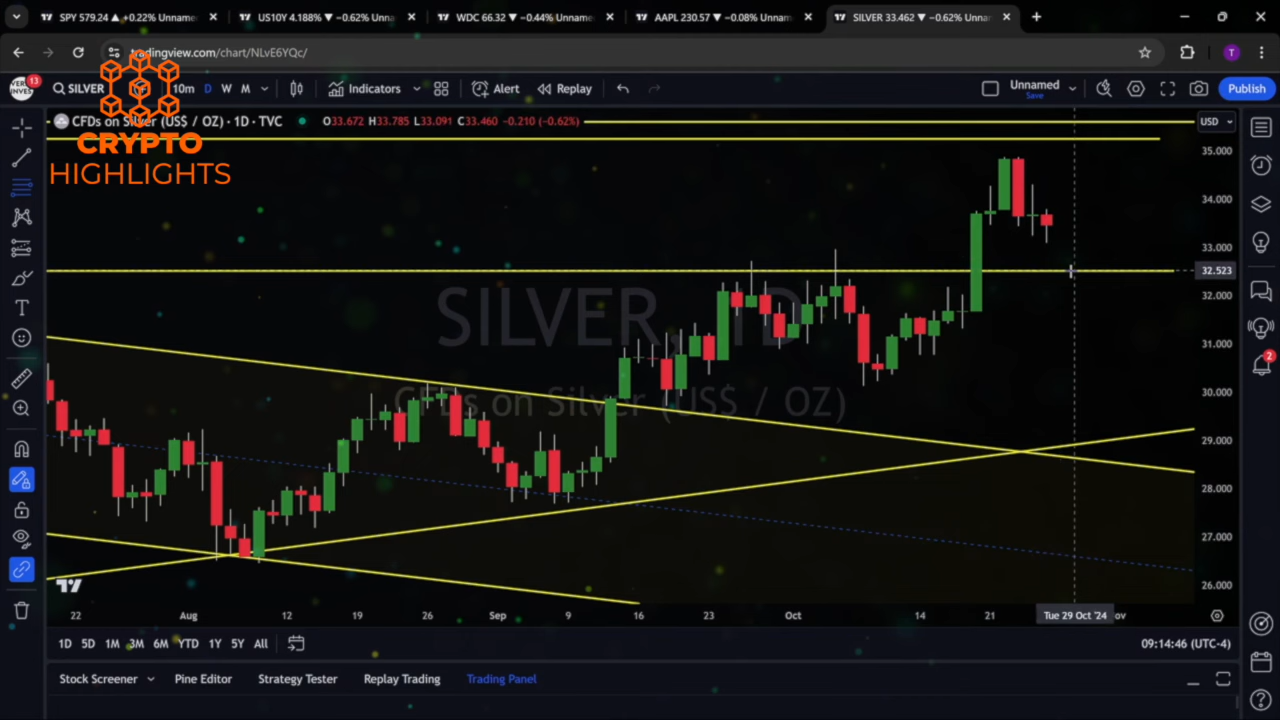 SPY 579.24 ▲ +0.22% Unname
US10Y 4.188% ▼ −0.62% Unna
WDC 66.32 ▼ −0.44% Unname
AAPL 230.57 ▼ −0.08% Unnam
SILVER 33.462 ▼ −0.62% Unn
tradingview.com/chart/NLvE6YQc/
T
13
SILVER
10m
D
W
M
Indicators
Alert
Replay
Unnamed
Save
Publish
CFDs on Silver (US$ / OZ) · 1D · TVC
O33.672 H33.785 L33.091 C33.460 −0.210 (−0.62%)
USD
CRYPTO
HIGHLIGHTS
35.000
34.000
33.000
32.523
32.000
31.000
30.000
29.000
28.000
27.000
26.000
SILVER, 1D
CFDs on Silver (US$ / OZ)
2
22
Aug
12
19
26
Sep
9
16
23
Oct
14
21
Tue 29 Oct '24
ov
1D
5D
1M
3M
6M
YTD
1Y
5Y
All
09:14:46 (UTC-4)
Stock Screener
Pine Editor
Strategy Tester
Replay Trading
Trading Panel